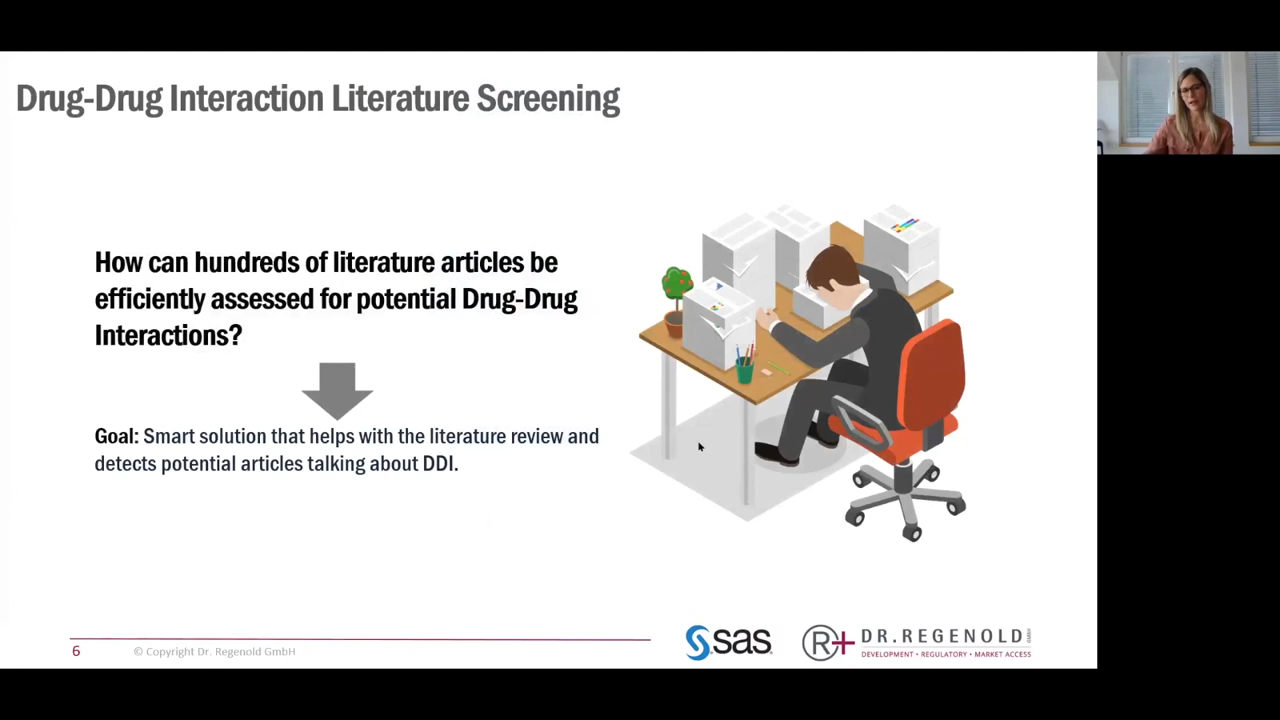 Drug-Drug Interaction Literature Screening
How can hundreds of literature articles be
efficiently assessed for potential Drug-Drug
Interactions?
Goal: Smart solution that helps with the literature review and
detects potential articles talking about DDI.
6
© Copyright Dr. Regenold GmbH
sas
R+
DR.REGENOLD GMBH
DEVELOPMENT • REGULATORY • MARKET ACCESS